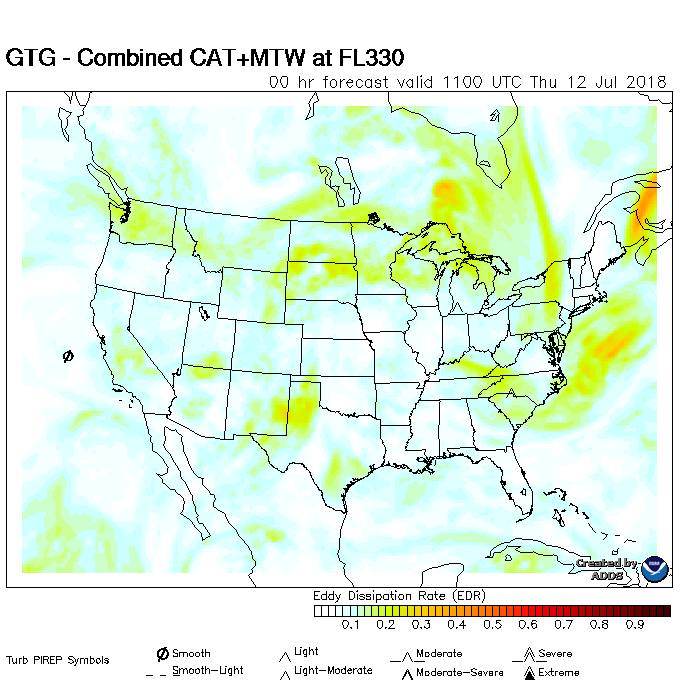 GTG - Combined CAT+MTW at FL330
00 hr forecast valid 1100 UTC Thu 12 Jul 2018
Created by
ADDS
Eddy Dissipation Rate (EDR)
0.1 0.2 0.3 0.4 0.5 0.6 0.7 0.8 0.9
Turb PIREP Symbols
Smooth Light Moderate Severe
Smooth-Light Light-Moderate Moderate-Severe Extreme